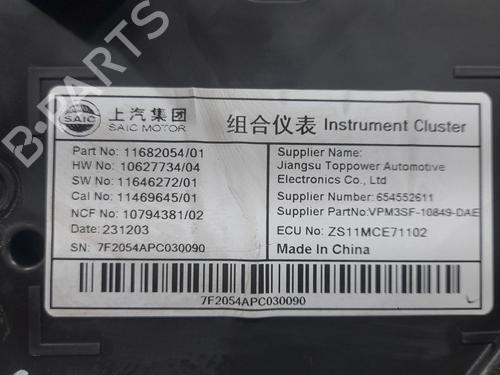 B-PARTS
SAIC
上汽集团
SAIC MOTOR
组合仪表 Instrument Cluster
Part No: 11682054/01
HW No: 10627734/04
SW No: 11646272/01
Cal No: 11469645/01
NCF No: 10794381/02
Date: 231203
SN: 7F2054APC030090
Supplier Name:
Jiangsu Toppower Automotive
Electronics Co., Ltd
Supplier Number:654552611
Supplier PartNo:VPM3SF-10849-DAE
ECU No: ZS11MCE71102
Made In China
7F2054APC030090